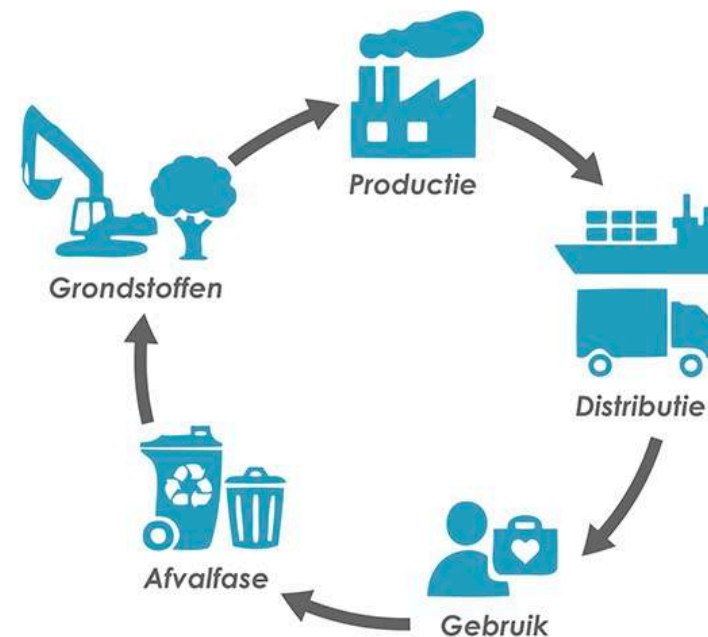 Productie
Grondstoffen
Distributie
Afvalfase
Gebruik